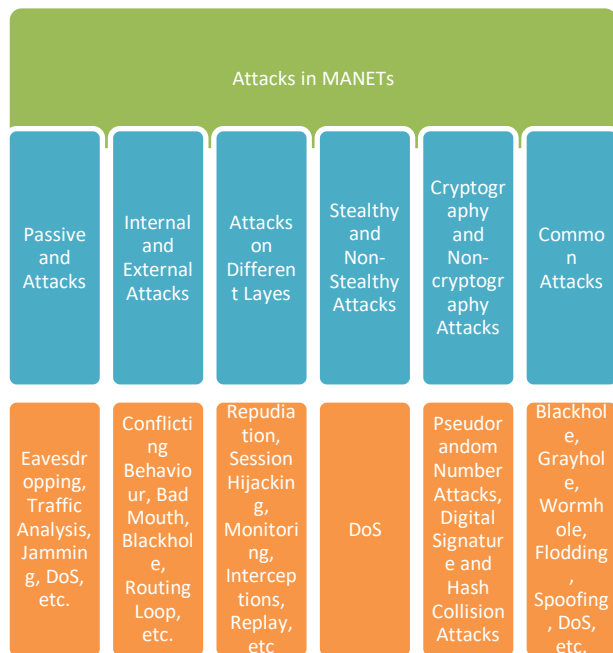 Attacks in MANETs
Passive
and
Attacks
Internal
and
External
Attacks
Attacks
on
Differen
t Layes
Stealthy
and
Non-
Stealthy
Attacks
Cryptogr
aphy
and
Non-
cryptogr
aphy
Attacks
Commo
n
Attacks
Eavesdr
opping,
Traffic
Analysis,
Jammin
g, DoS,
etc.
Conflicti
ng
Behavio
ur, Bad
Mouth,
Blackhol
e,
Routing
Loop,
etc.
Repudia
tion,
Session
Hijackin
g,
Monitori
ng,
Intercep
tions,
Replay, etc
DoS
Pseudor
andom
Number
Attacks,
Digital
Signatur
e and
Hash
Collision
Attacks
Blackhol
e,
Grayhole
,
Wormh
ole,
Flodding
,
Spoofing
, DoS,
etc.